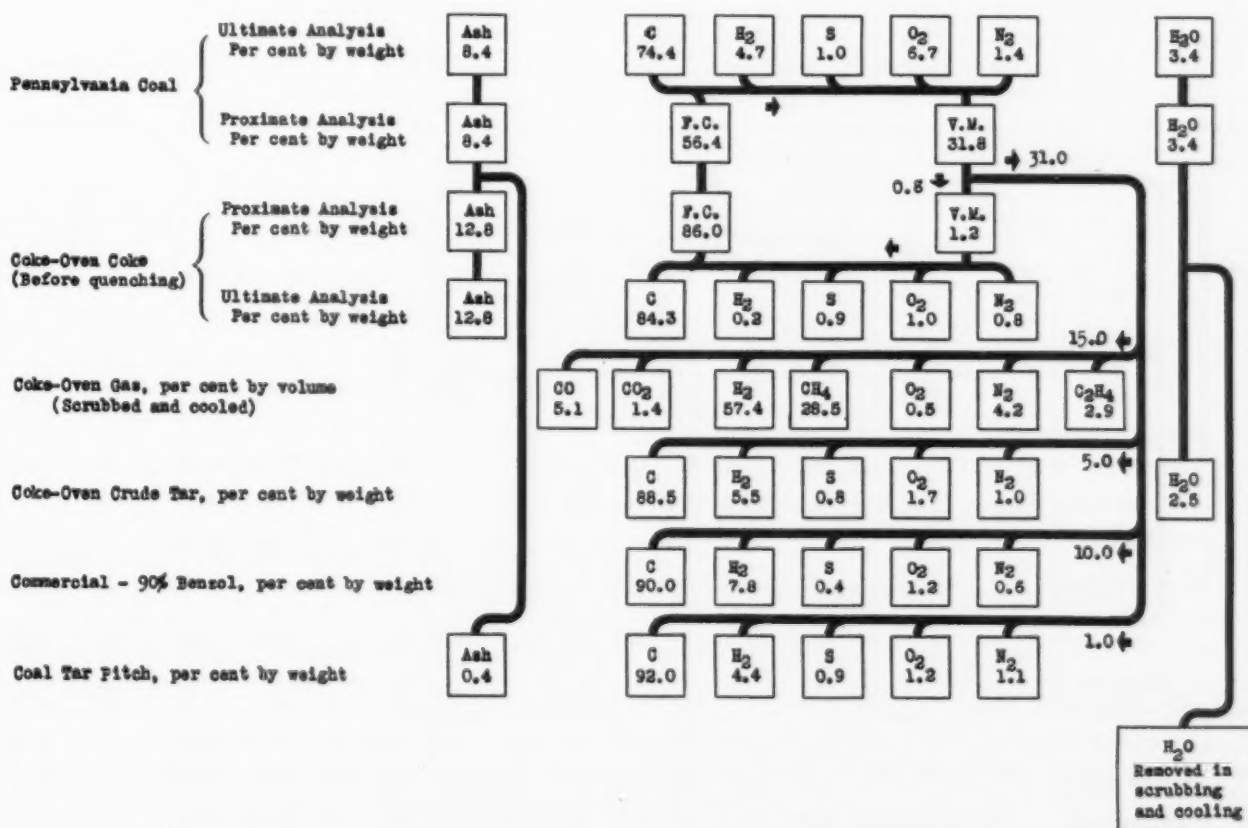 Ultimate Analysis
Per cent by weight
Ash
8.4
C
74.4
H2
4.7
S
1.0
O2
6.7
N2
1.4
H2O
3.4
Pennsylvania Coal
Proximate Analysis
Per cent by weight
Ash
8.4
F.C.
56.4
V.M.
31.8
H2O
3.4
31.0
0.8
Proximate Analysis
Per cent by weight
Ash
12.8
F.C.
86.0
V.M.
1.2
Coke-Oven Coke
(Before quenching)
Ultimate Analysis
Per cent by weight
Ash
12.8
C
84.3
H2
0.2
S
0.9
O2
1.0
N2
0.8
15.0
Coke-Oven Gas, per cent by volume
(Scrubbed and cooled)
CO
5.1
CO2
1.4
H2
57.4
CH4
28.5
O2
0.5
N2
4.2
C2H4
2.9
5.0
Coke-Oven Crude Tar, per cent by weight
C
88.5
H2
5.5
S
0.8
O2
1.7
N2
1.0
H2O
2.5
10.0
Commercial - 90% Benzol, per cent by weight
C
90.0
H2
7.8
S
0.4
O2
1.2
N2
0.6
1.0
Coal Tar Pitch, per cent by weight
Ash
0.4
C
92.0
H2
4.4
S
0.9
O2
1.2
N2
1.1
H2O
Removed in
scrubbing
and cooling